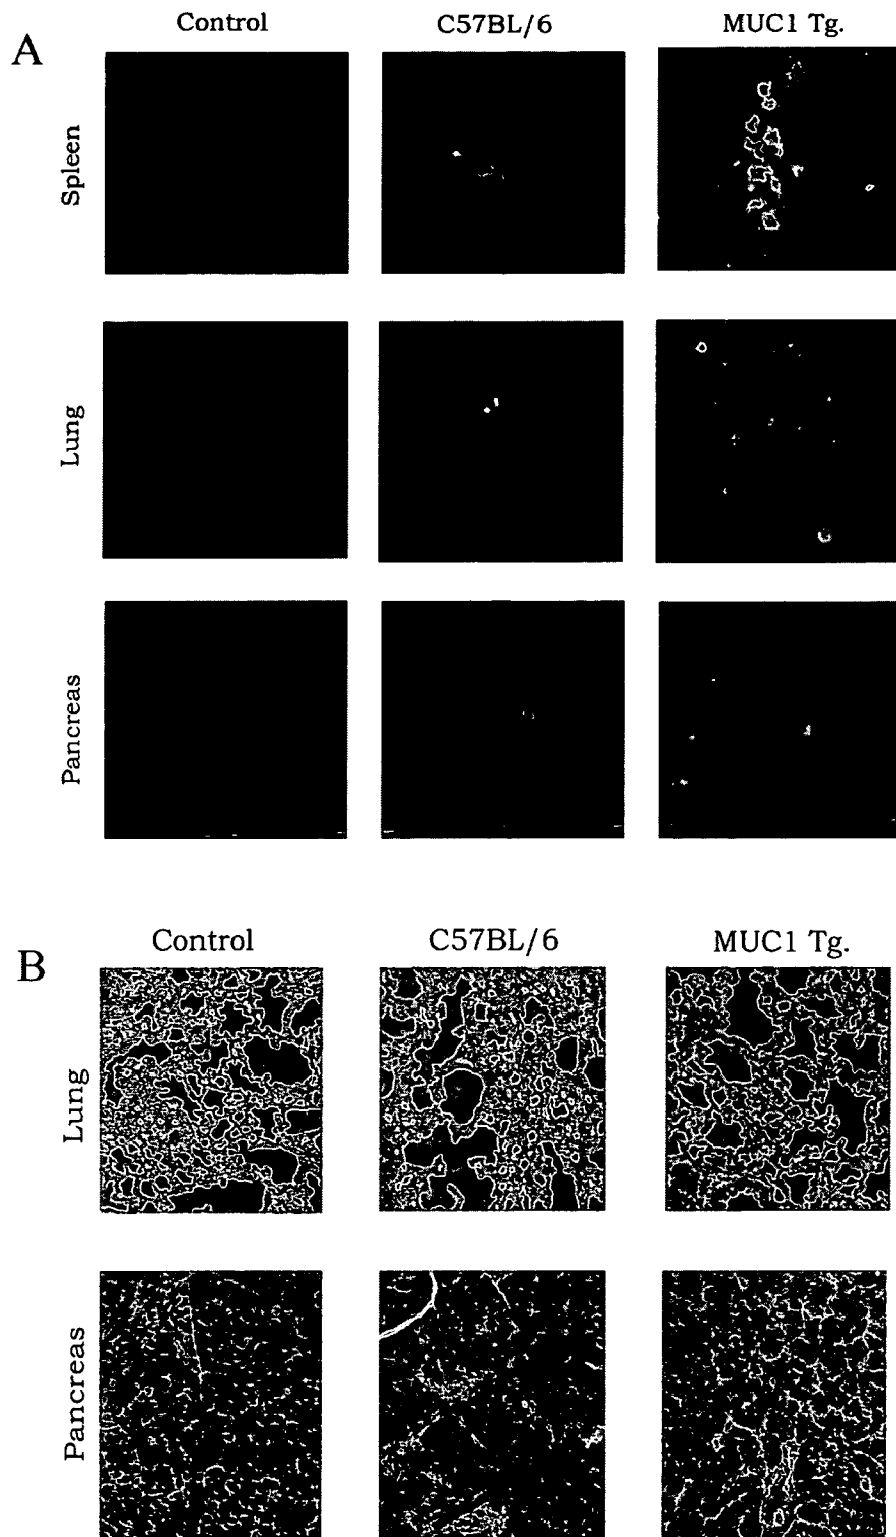 A
Control C57BL/6 MUC1 Tg.
Spleen
Lung
Pancreas
B
Control C57BL/6 MUC1 Tg.
Lung
Pancreas